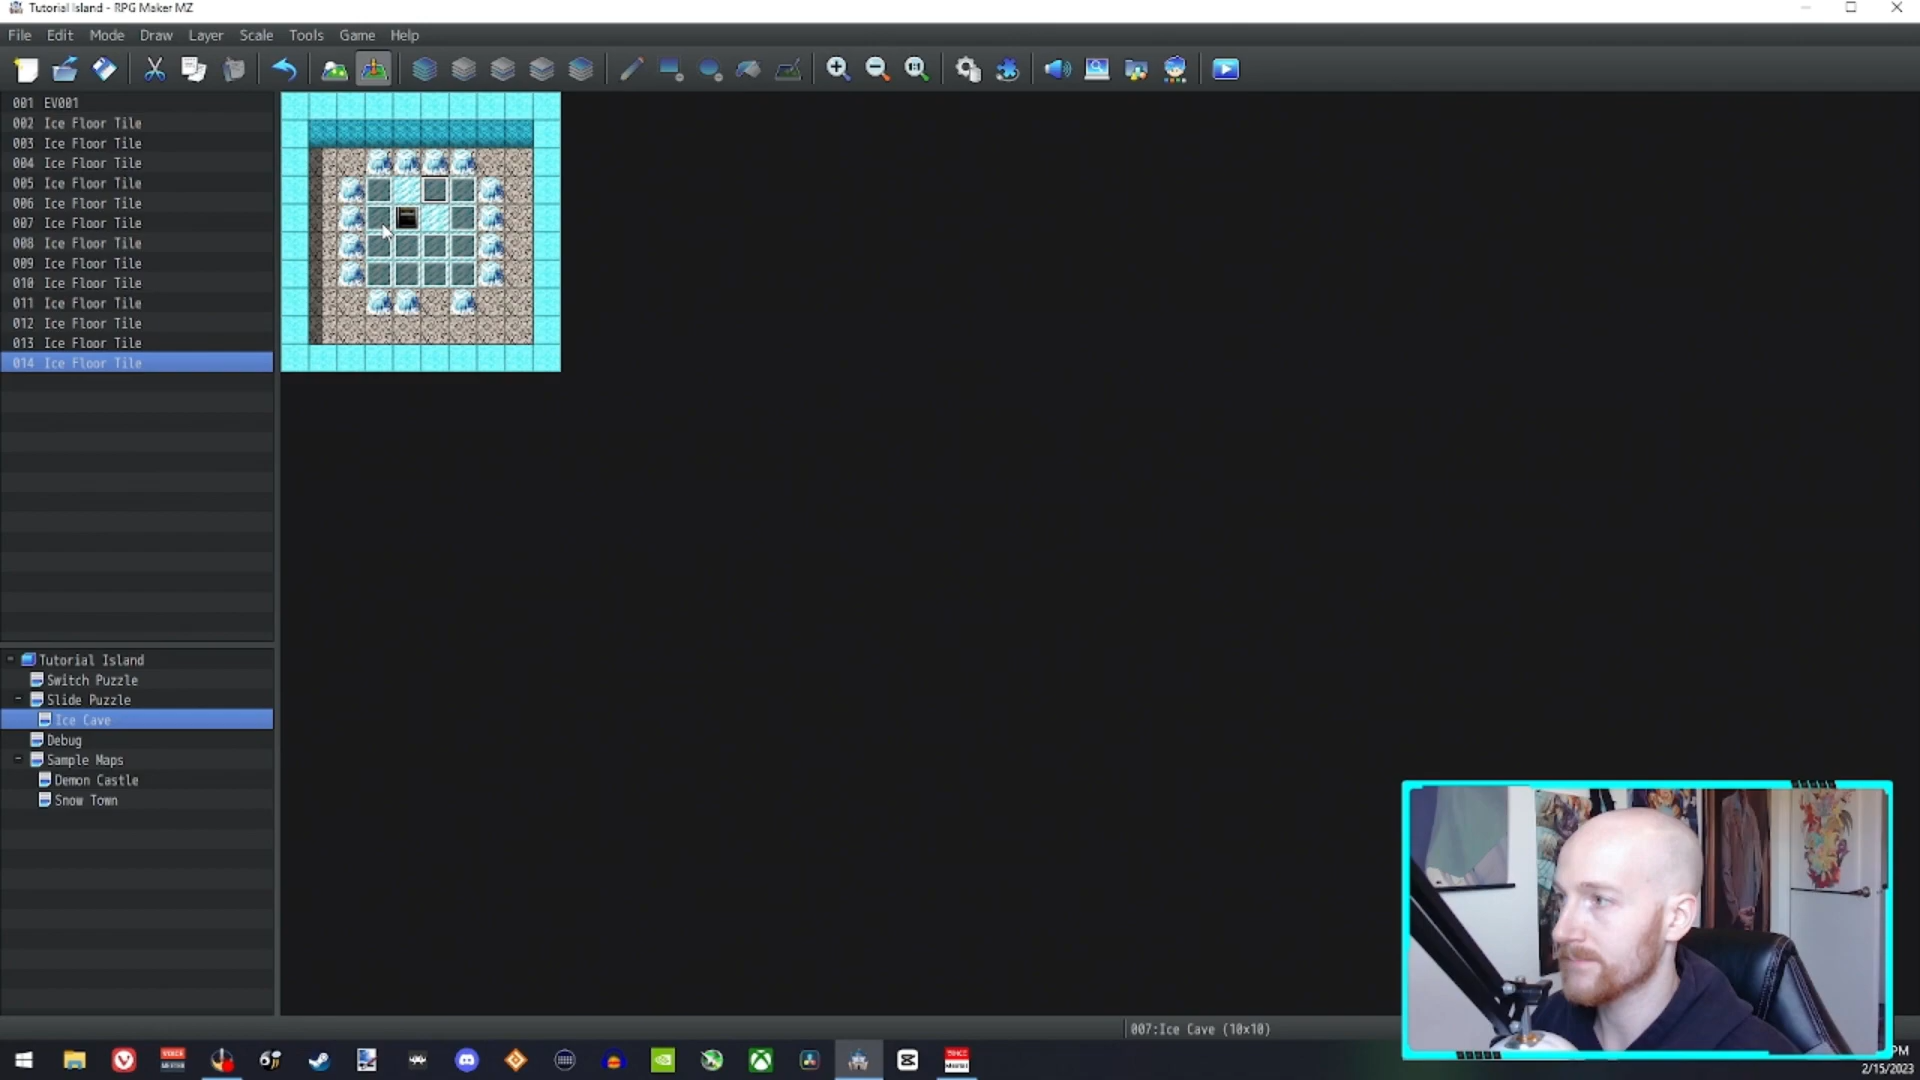 Tutorial Island - RPG Maker MZ
File Edit Mode Draw Layer Scale Tools Game Help
001 EV001
002 Ice Floor Tile
003 Ice Floor Tile
004 Ice Floor Tile
005 Ice Floor Tile
006 Ice Floor Tile
007 Ice Floor Tile
008 Ice Floor Tile
009 Ice Floor Tile
010 Ice Floor Tile
011 Ice Floor Tile
012 Ice Floor Tile
013 Ice Floor Tile
014 Ice Floor Tile
Tutorial Island
Switch Puzzle
Slide Puzzle
Ice Cave
Debug
Sample Maps
Demon Castle
Snow Town
007:Ice Cave (10x10)
PM
2/15/2023